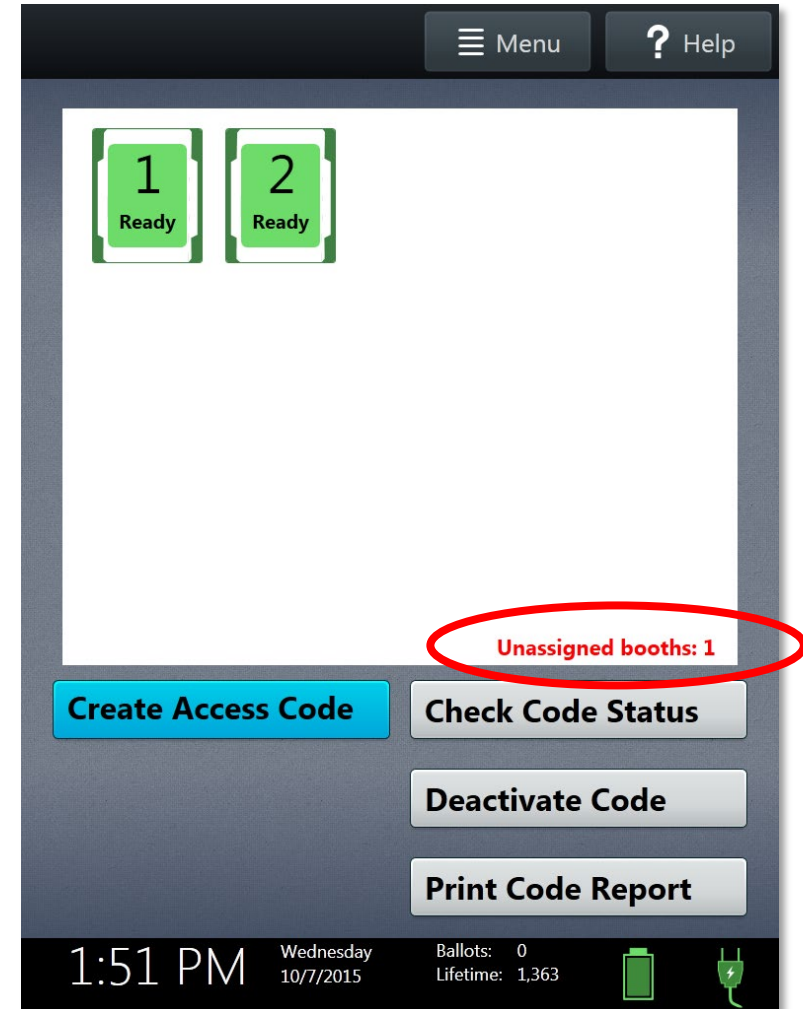 Menu
? Help
1
Ready
2
Ready
Unassigned booths: 1
Create Access Code
Check Code Status
Deactivate Code
Print Code Report
1:51 PM
Wednesday
10/7/2015
Ballots: 0
Lifetime: 1,363